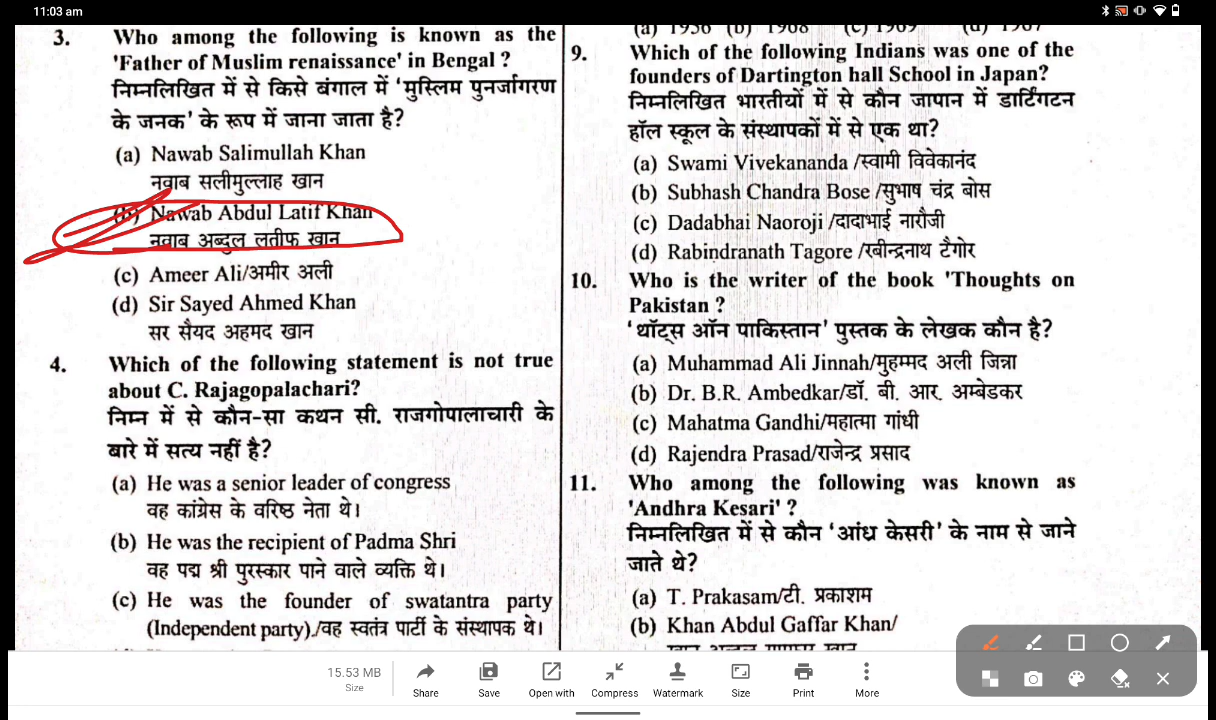 11:03 am
3. Who among the following is known as the
'Father of Muslim renaissance' in Bengal ?
निम्नलिखित में से किसे बंगाल में 'मुस्लिम पुनर्जागरण
के जनक' के रूप में जाना जाता है?
(a) Nawab Salimullah Khan
नवाब सलीमुल्लाह खान
(b) Nawab Abdul Latif Khan
नवाब अब्दुल लतीफ खान
(c) Ameer Ali/अमीर अली
(d) Sir Sayed Ahmed Khan
सर सैयद अहमद खान
4. Which of the following statement is not true
about C. Rajagopalachari?
निम्न में से कौन-सा कथन सी. राजगोपालाचारी के
बारे में सत्य नहीं है?
(a) He was a senior leader of congress
वह कांग्रेस के वरिष्ठ नेता थे।
(b) He was the recipient of Padma Shri
वह पद्म श्री पुरस्कार पाने वाले व्यक्ति थे।
(c) He was the founder of swatantra party
(Independent party)./वह स्वतंत्र पार्टी के संस्थापक थे।
(a) 1956 (b) 1968 (c) 1969 (d) 1967
9. Which of the following Indians was one of the
founders of Dartington hall School in Japan?
निम्नलिखित भारतीयों में से कौन जापान में डार्टिंगटन
हॉल स्कूल के संस्थापकों में से एक था?
(a) Swami Vivekananda /स्वामी विवेकानंद
(b) Subhash Chandra Bose /सुभाष चंद्र बोस
(c) Dadabhai Naoroji /दादाभाई नारौजी
(d) Rabindranath Tagore /रबीन्द्रनाथ टैगोर
10. Who is the writer of the book 'Thoughts on
Pakistan ?
'थॉट्स ऑन पाकिस्तान' पुस्तक के लेखक कौन है?
(a) Muhammad Ali Jinnah/मुहम्मद अली जिन्ना
(b) Dr. B.R. Ambedkar/डॉ. बी. आर. अम्बेडकर
(c) Mahatma Gandhi/महात्मा गांधी
(d) Rajendra Prasad/राजेन्द्र प्रसाद
11. Who among the following was known as
'Andhra Kesari' ?
निम्नलिखित में से कौन 'आंध्र केसरी' के नाम से जाने
जाते थे?
(a) T. Prakasam/टी. प्रकाशम
(b) Khan Abdul Gaffar Khan/
15.53 MB
Size
Share
Save
Open with
Compress
Watermark
Size
Print
More